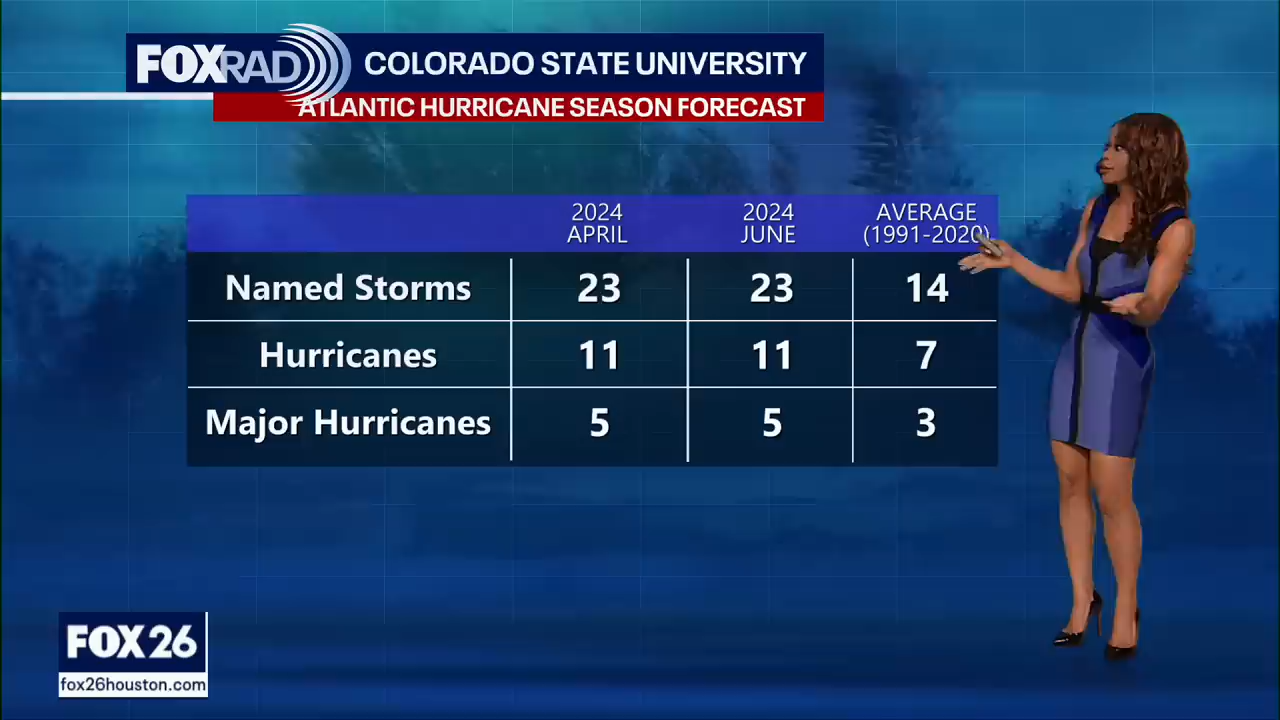 FOXRAD COLORADO STATE UNIVERSITY
ATLANTIC HURRICANE SEASON FORECAST
2024 APRIL 2024 JUNE AVERAGE (1991-2020)
Named Storms 23 23 14
Hurricanes 11 11 7
Major Hurricanes 5 5 3
FOX 26
fox26houston.com